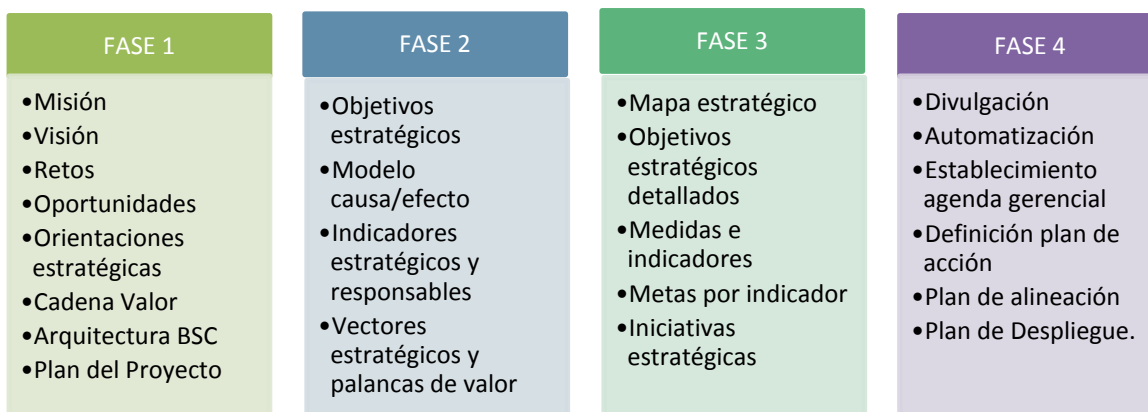 FASE 1
•Misión
•Visión
•Retos
•Oportunidades
•Orientaciones
estratégicas
•Cadena Valor
•Arquitectura BSC
•Plan del Proyecto
FASE 2
•Objetivos
estratégicos
•Modelo
causa/efecto
•Indicadores
estratégicos y
responsables
•Vectores
estratégicos y
palancas de valor
FASE 3
•Mapa estratégico
•Objetivos
estratégicos
detallados
•Medidas e
indicadores
•Metas por indicador
•Iniciativas
estratégicas
FASE 4
•Divulgación
•Automatización
•Establecimiento
agenda gerencial
•Definición plan de
acción
•Plan de alineación
•Plan de Despliegue.